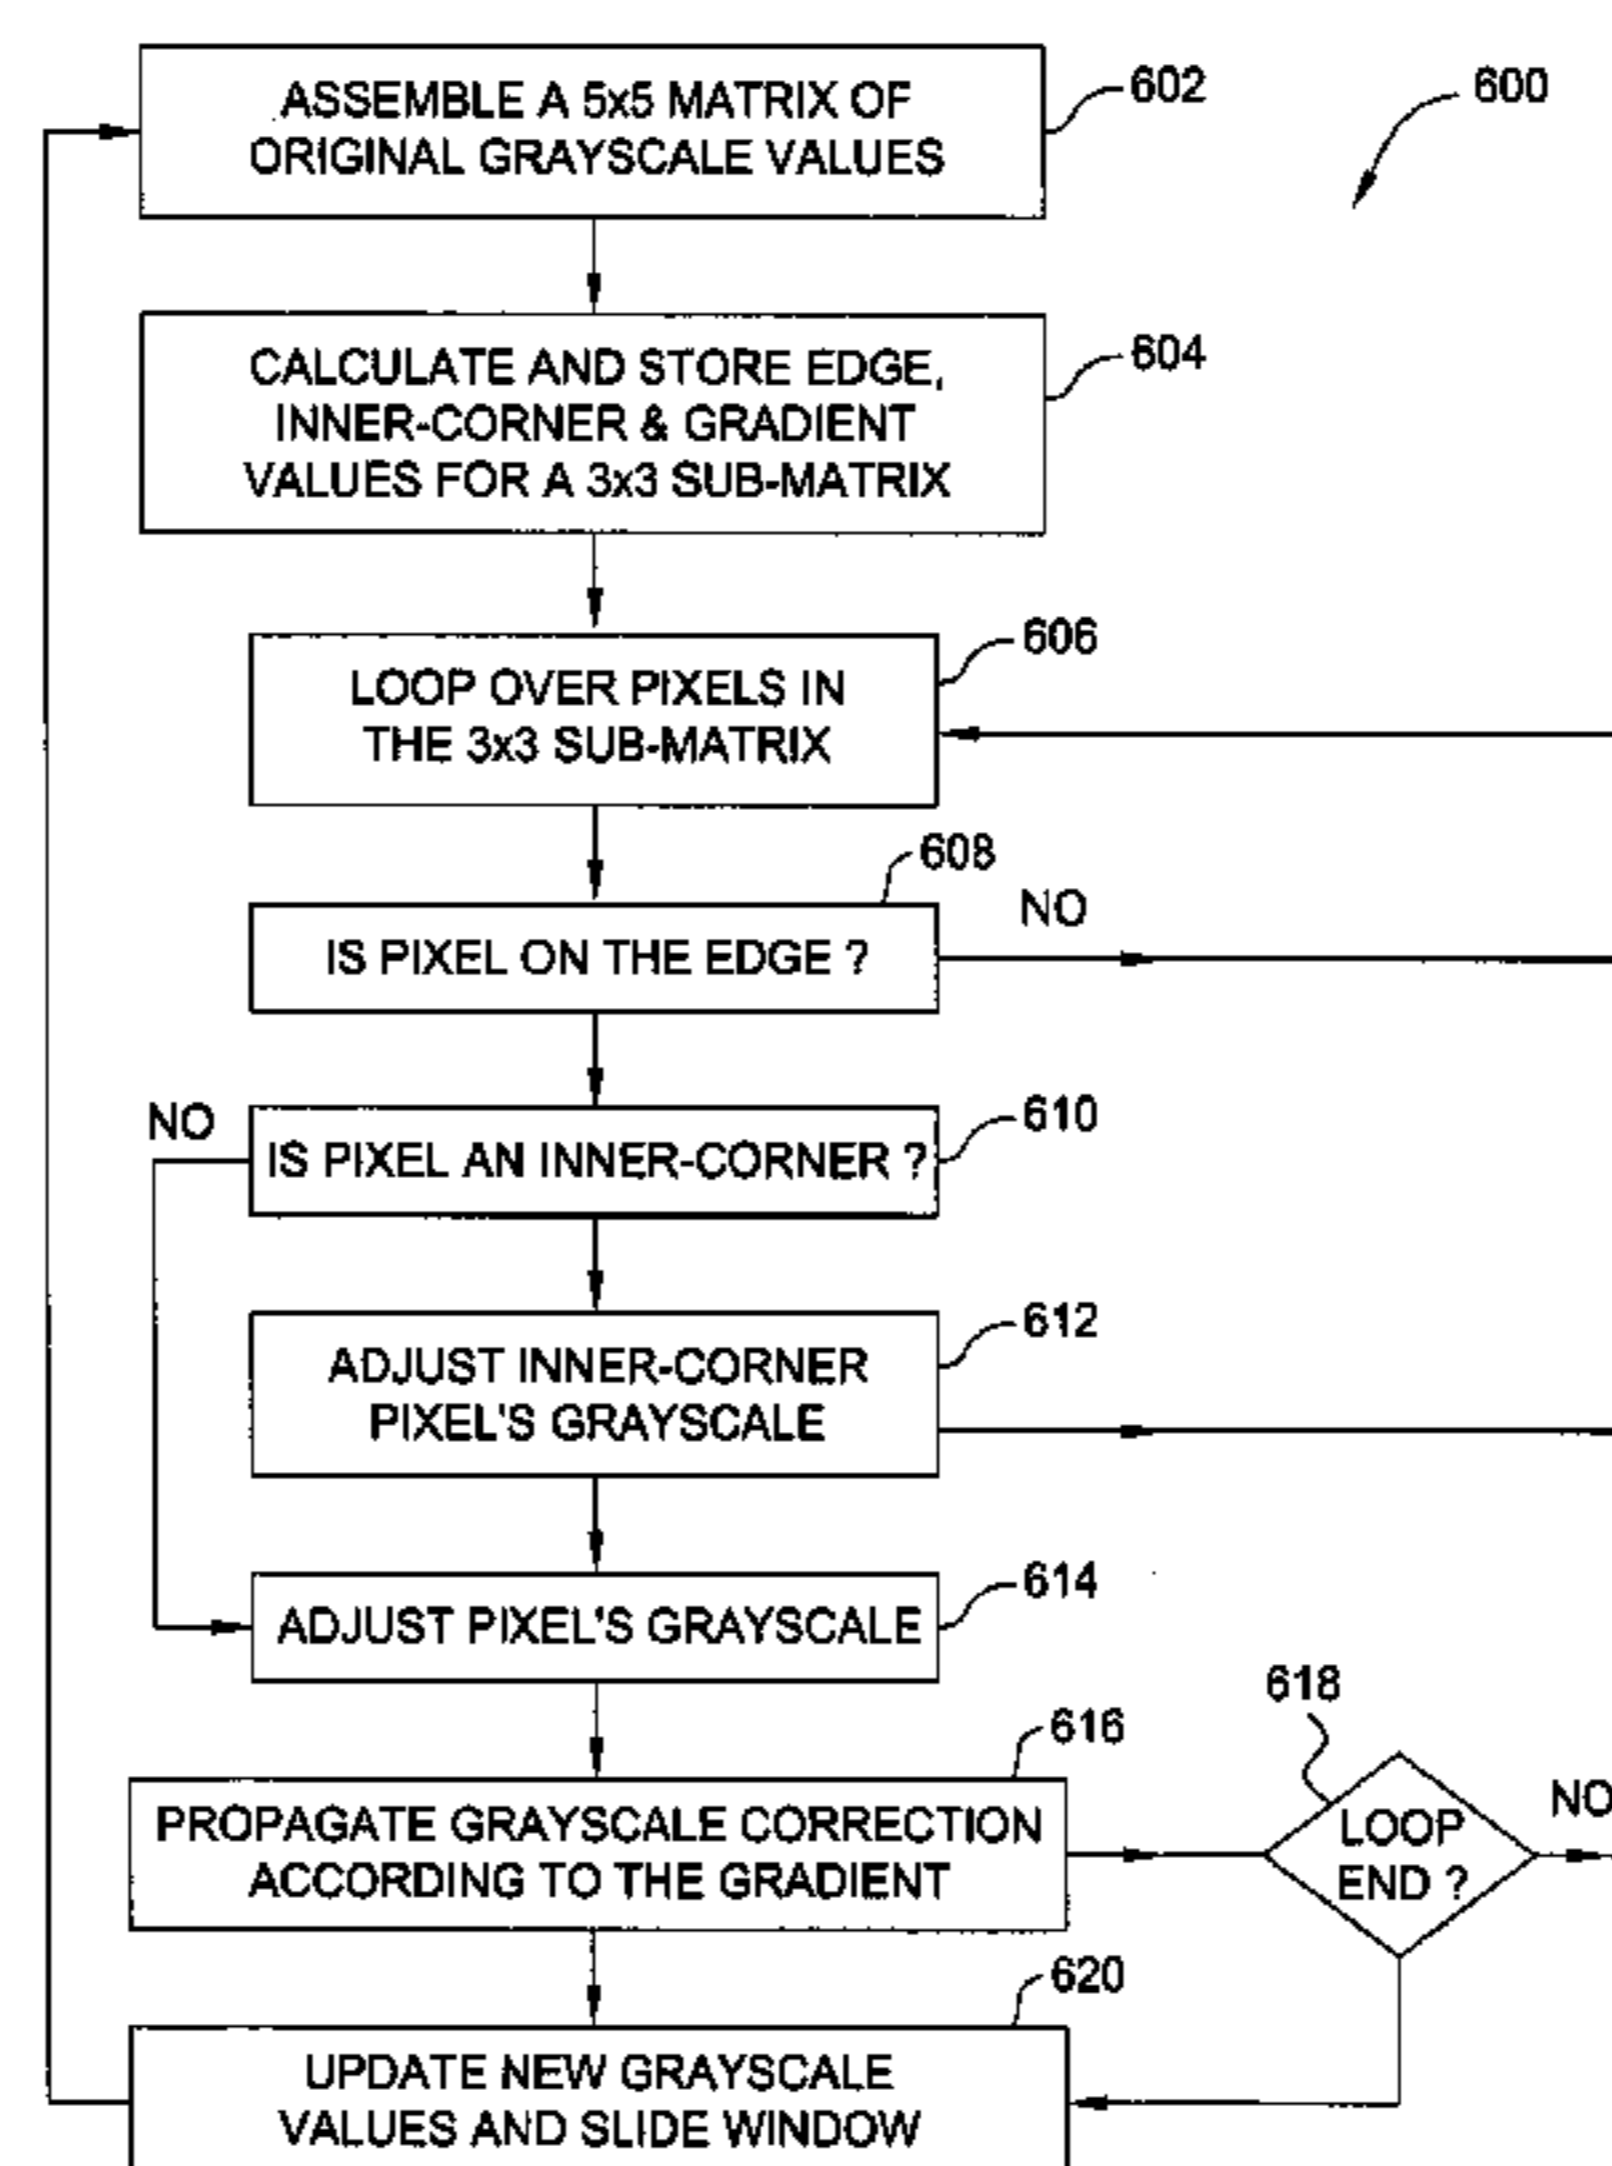 ASSEMBLE A 5x5 MATRIX OF
ORIGINAL GRAYSCALE VALUES
602
600
CALCULATE AND STORE EDGE,
INNER-CORNER & GRADIENT
VALUES FOR A 3x3 SUB-MATRIX
604
LOOP OVER PIXELS IN
THE 3x3 SUB-MATRIX
606
608
IS PIXEL ON THE EDGE ?
NO
NO
IS PIXEL AN INNER-CORNER ?
610
ADJUST INNER-CORNER
PIXEL'S GRAYSCALE
612
ADJUST PIXEL'S GRAYSCALE
614
616
PROPAGATE GRAYSCALE CORRECTION
ACCORDING TO THE GRADIENT
618
LOOP
END ?
NO
620
UPDATE NEW GRAYSCALE
VALUES AND SLIDE WINDOW